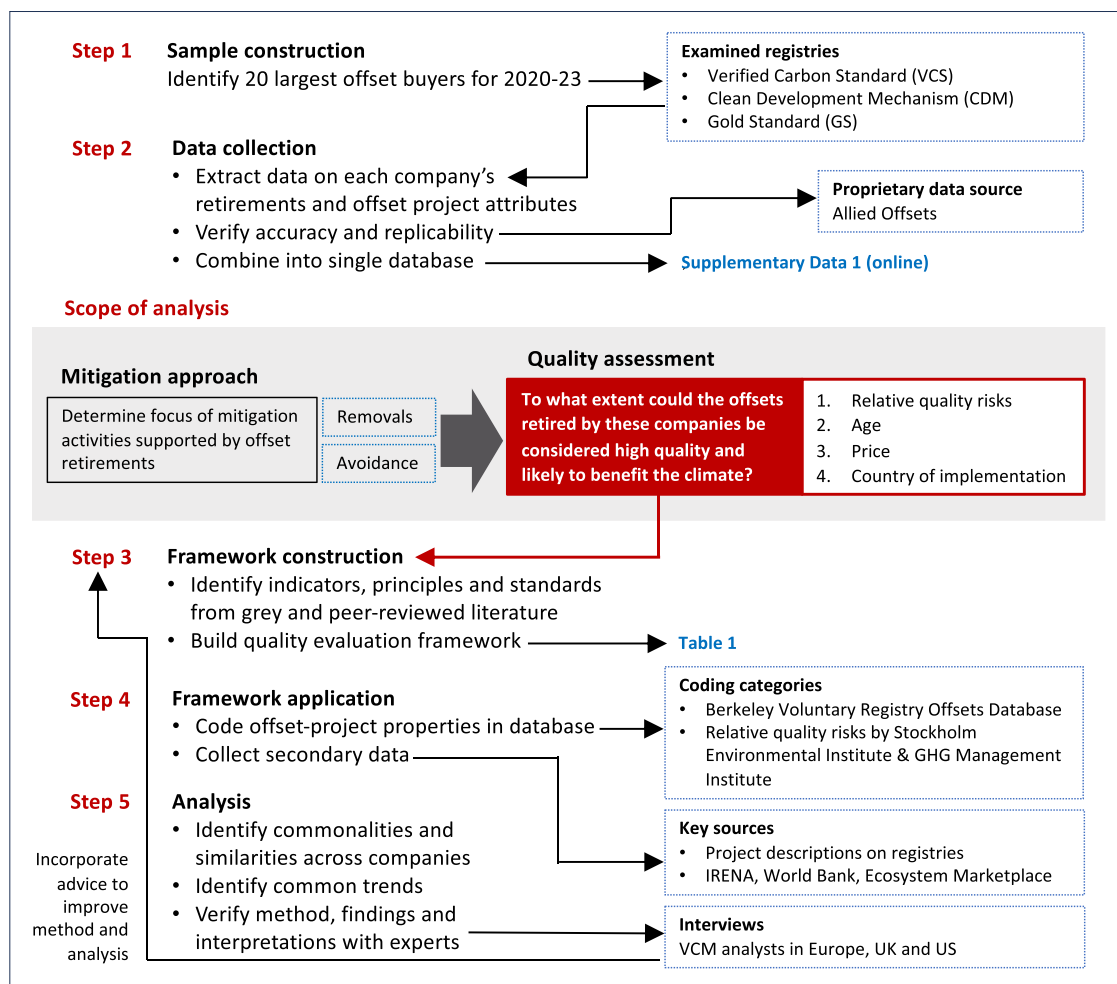 Step 1
Sample construction
Identify 20 largest offset buyers for 2020-23
Examined registries
• Verified Carbon Standard (VCS)
• Clean Development Mechanism (CDM)
• Gold Standard (GS)
Step 2
Data collection
• Extract data on each company’s
retirements and offset project attributes
• Verify accuracy and replicability
• Combine into single database
Proprietary data source
Allied Offsets
Supplementary Data 1 (online)
Scope of analysis
Mitigation approach
Determine focus of mitigation
activities supported by offset
retirements
Removals
Avoidance
Quality assessment
To what extent could the offsets
retired by these companies be
considered high quality and
likely to benefit the climate?
1. Relative quality risks
2. Age
3. Price
4. Country of implementation
Step 3
Framework construction
• Identify indicators, principles and standards
from grey and peer-reviewed literature
• Build quality evaluation framework
Table 1
Step 4
Framework application
• Code offset-project properties in database
• Collect secondary data
Coding categories
• Berkeley Voluntary Registry Offsets Database
• Relative quality risks by Stockholm
Environmental Institute & GHG Management
Institute
Step 5
Analysis
• Identify commonalities and
similarities across companies
• Identify common trends
• Verify method, findings and
interpretations with experts
Key sources
• Project descriptions on registries
• IRENA, World Bank, Ecosystem Marketplace
Interviews
VCM analysts in Europe, UK and US
Incorporate
advice to
improve
method and
analysis